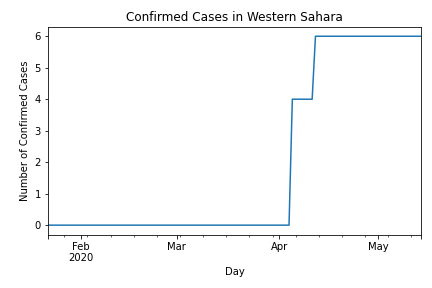 Confirmed Cases in Western Sahara
Number of Confirmed Cases
6
5
4
3
2
1
0
Feb
2020
Mar
Apr
May
Day